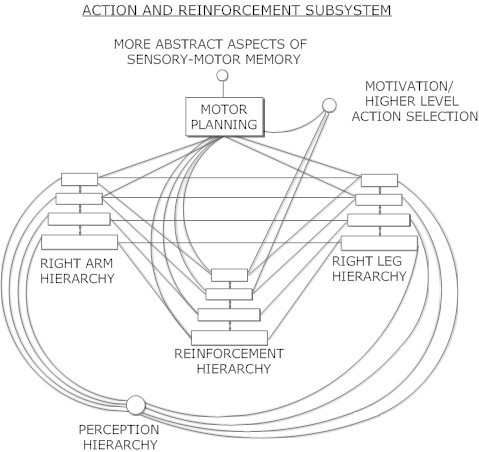 ACTION AND REINFORCEMENT SUBSYSTEM
MORE ABSTRACT ASPECTS OF
SENSORY-MOTOR MEMORY
MOTIVATION/
HIGHER LEVEL
ACTION SELECTION
MOTOR
PLANNING
RIGHT ARM
HIERARCHY
RIGHT LEG
HIERARCHY
REINFORCEMENT
HIERARCHY
PERCEPTION
HIERARCHY